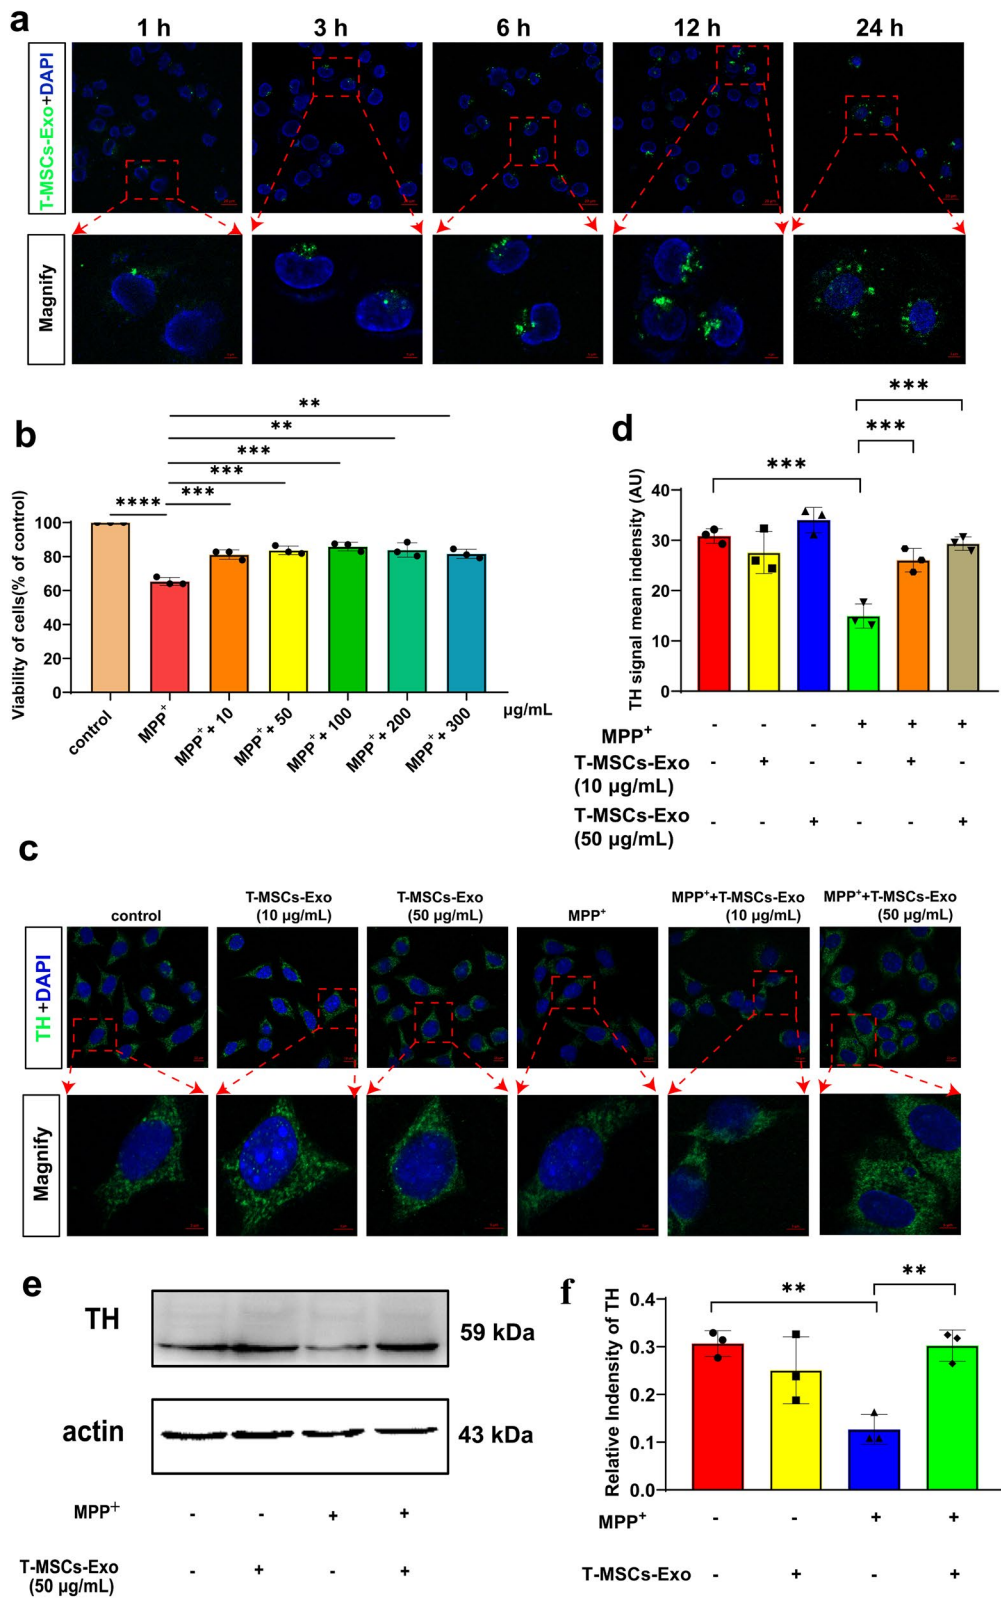 a
1 h 3 h 6 h 12 h 24 h
T-MSCs-Exo+DAPI
Magnify
b
**
**
***
***
**** ***
Viability of cells(% of control)
100
80
60
40
20
0
control MPP+ MPP++ 10 MPP++ 50 MPP++ 100 MPP++ 200 MPP++ 300 μg/mL
d
***
***
***
TH signal mean indensity (AU)
40
30
20
10
0
MPP+ - - - + + +
T-MSCs-Exo - + - - + -
(10 μg/mL)
T-MSCs-Exo - - + - - +
(50 μg/mL)
c
control
T-MSCs-Exo
(10 μg/mL)
T-MSCs-Exo
(50 μg/mL)
MPP+
MPP++T-MSCs-Exo
(10 μg/mL)
MPP++T-MSCs-Exo
(50 μg/mL)
TH+DAPI
Magnify
e
TH 59 kDa
actin 43 kDa
MPP+ - - + +
T-MSCs-Exo - + - +
(50 μg/mL)
f
**
**
Relative Indensity of TH
0.4
0.3
0.2
0.1
0.0
MPP+ - - + +
T-MSCs-Exo - + - +